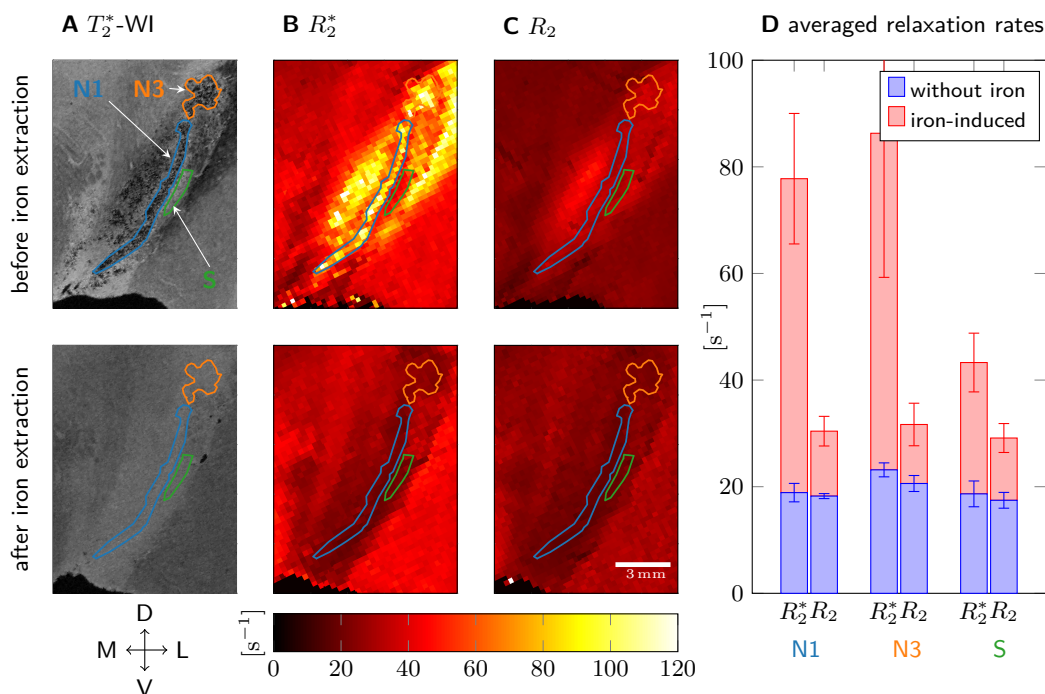 A T₂*-WI
B R₂*
C R₂
D averaged relaxation rates
before iron extraction
N1
N3
S
after iron extraction
3 mm
D
M L
V
[s⁻¹]
0 20 40 60 80 100 120
without iron
iron-induced
[s⁻¹]
100
80
60
40
20
0
R₂* R₂ R₂* R₂ R₂* R₂
N1 N3 S